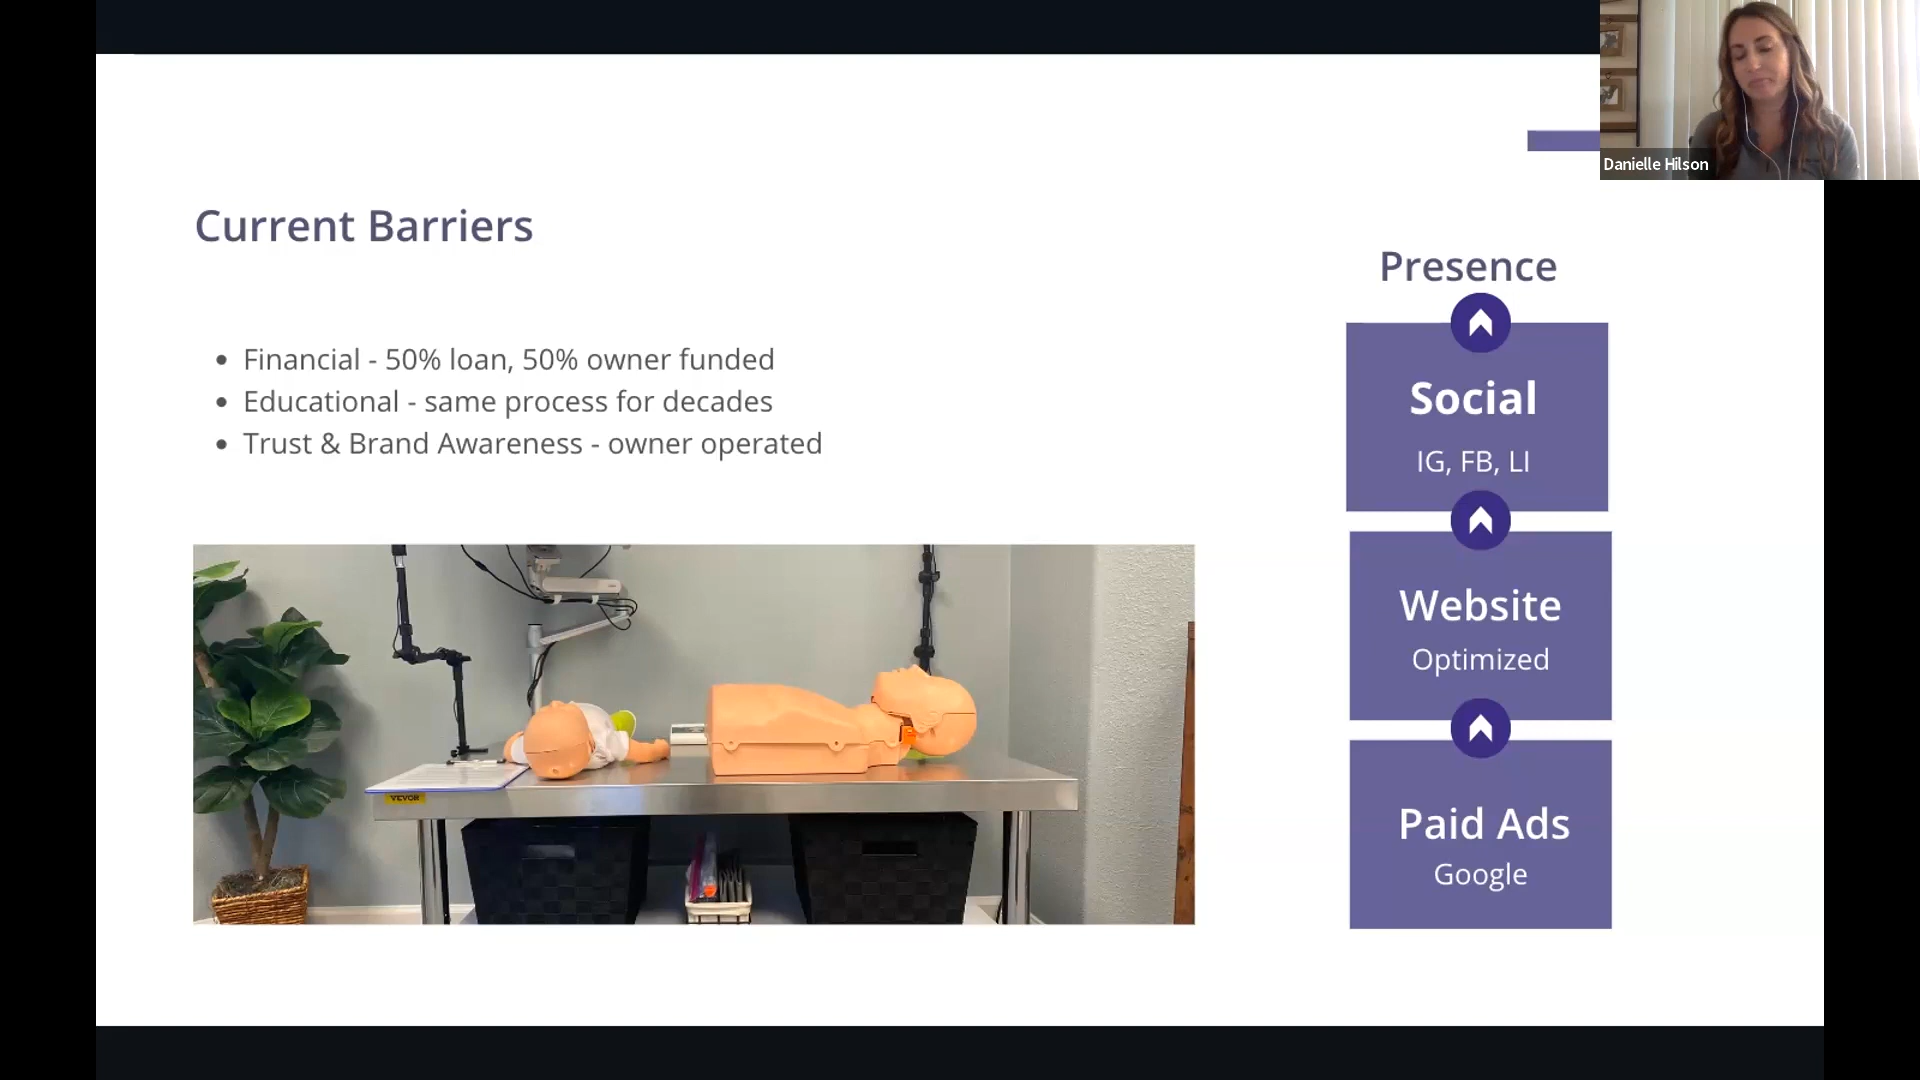 Danielle Hilson
Current Barriers
Financial - 50% loan, 50% owner funded
Educational - same process for decades
Trust & Brand Awareness - owner operated
VEVOR
Presence
Social
IG, FB, LI
Website
Optimized
Paid Ads
Google